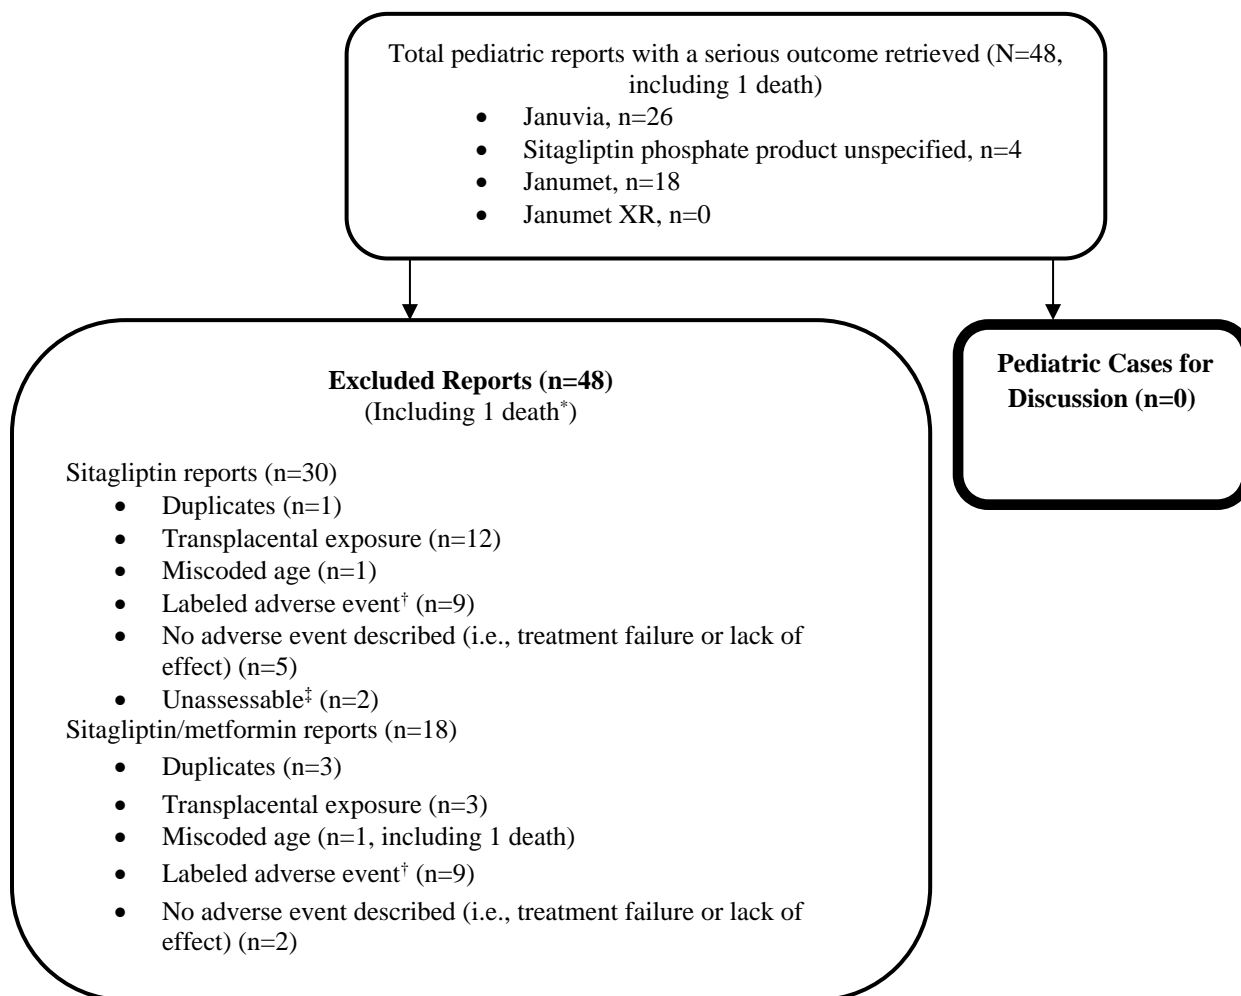 Total pediatric reports with a serious outcome retrieved (N=48,
including 1 death)
• Januvia, n=26
• Sitagliptin phosphate product unspecified, n=4
• Janumet, n=18
• Janumet XR, n=0
Excluded Reports (n=48)
(Including 1 death*)
Sitagliptin reports (n=30)
• Duplicates (n=1)
• Transplacental exposure (n=12)
• Miscoded age (n=1)
• Labeled adverse event† (n=9)
• No adverse event described (i.e., treatment failure or lack of
effect) (n=5)
• Unassessable‡ (n=2)
Sitagliptin/metformin reports (n=18)
• Duplicates (n=3)
• Transplacental exposure (n=3)
• Miscoded age (n=1, including 1 death)
• Labeled adverse event† (n=9)
• No adverse event described (i.e., treatment failure or lack of
effect) (n=2)
Pediatric Cases for
Discussion (n=0)